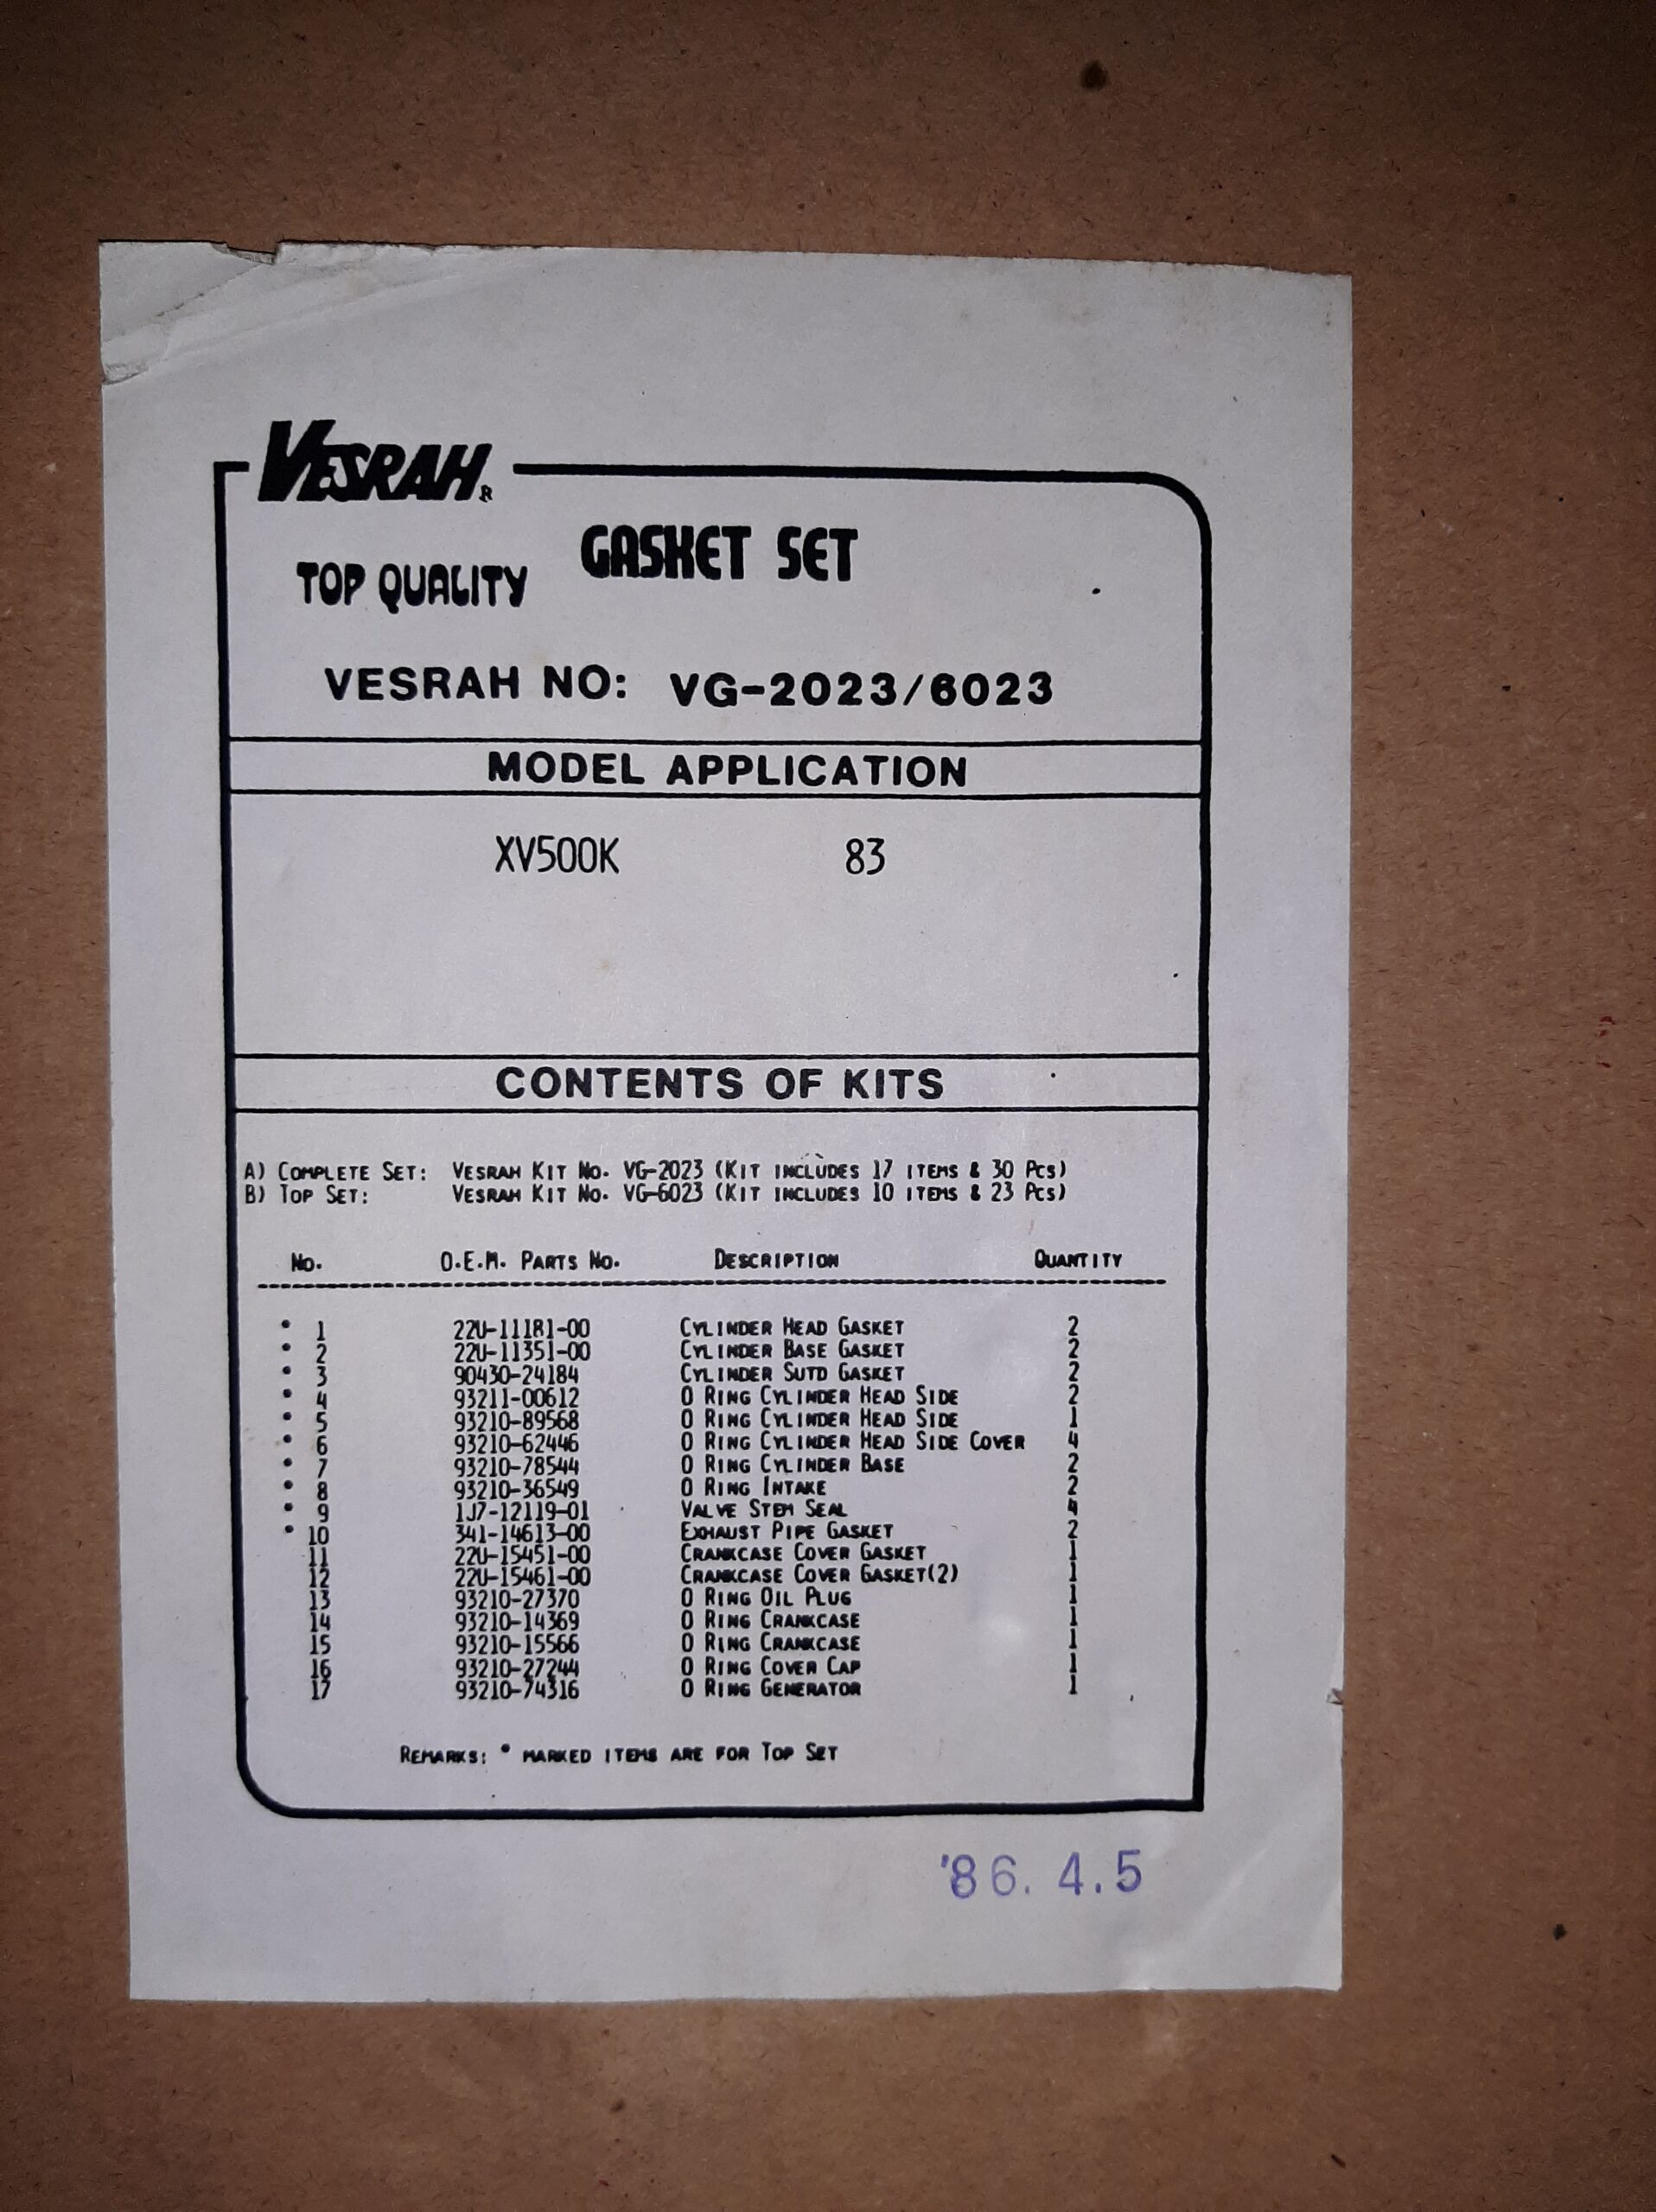 VESRAH®
GASKET SET
TOP QUALITY
VESRAH NO: VG-2023/6023
MODEL APPLICATION
XV500K 83
CONTENTS OF KITS
A) COMPLETE SET: VESRAH KIT NO. VG-2023 (KIT INCLUDES 17 ITEMS & 30 PCS)
B) TOP SET: VESRAH KIT NO. VG-6023 (KIT INCLUDES 10 ITEMS & 23 PCS)
NO. O.E.M. PARTS NO. DESCRIPTION QUANTITY
* 1 22U-11181-00 CYLINDER HEAD GASKET 2
* 2 22U-11351-00 CYLINDER BASE GASKET 2
* 3 90430-24184 CYLINDER SUTD GASKET 2
* 4 93211-00612 O RING CYLINDER HEAD SIDE 2
* 5 93210-89568 O RING CYLINDER HEAD SIDE 1
* 6 93210-62446 O RING CYLINDER HEAD SIDE COVER 4
* 7 93210-78544 O RING CYLINDER BASE 2
* 8 93210-36549 O RING INTAKE 2
* 9 1J7-12119-01 VALVE STEM SEAL 4
* 10 341-14613-00 EXHAUST PIPE GASKET 2
11 22U-15451-00 CRANKCASE COVER GASKET 1
12 22U-15461-00 CRANKCASE COVER GASKET(2) 1
13 93210-27370 O RING OIL PLUG 1
14 93210-14369 O RING CRANKCASE 1
15 93210-15566 O RING CRANKCASE 1
16 93210-27244 O RING COVER CAP 1
17 93210-74316 O RING GENERATOR 1
REMARKS: * MARKED ITEMS ARE FOR TOP SET
'86. 4.5